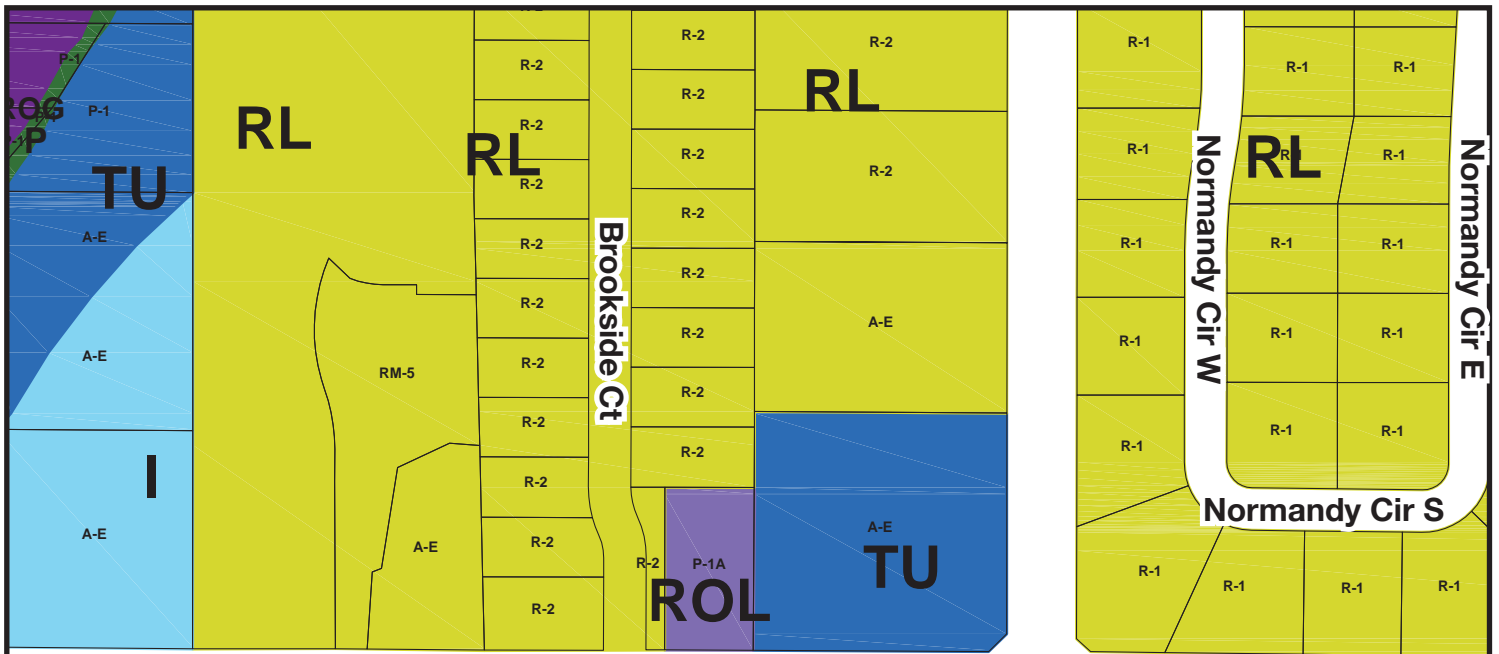 R-2
R-2
R-2
R-1
R-1
R-1
P-1
R-2
R-2
RL
P-1
ROG
P-1
RL
R-2
RL
R-2
R-1
RL
R-1
R-1
P-1
P
TU
R-2
R-2
R-2
A-E
R-2
R-2
R-1
R-1
R-1
Brookside Ct
Normandy Cir W
Normandy Cir E
R-2
R-2
A-E
R-2
A-E
R-1
R-1
R-1
RM-5
R-2
R-2
R-2
R-2
R-1
R-1
R-1
I
R-2
Normandy Cir S
A-E
R-2
A-E
A-E
R-2
P-1A
TU
R-1
R-1
R-1
R-1
ROL
R-2